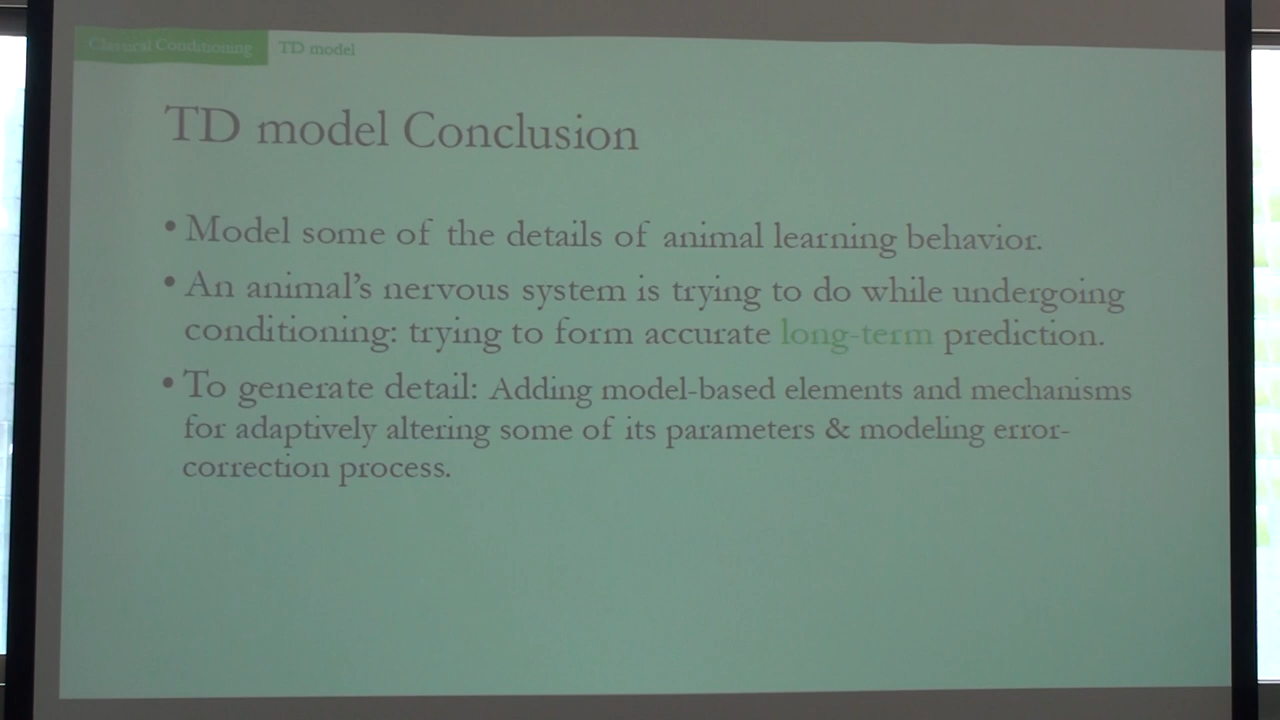 Classical Conditioning TD model
TD model Conclusion
• Model some of the details of animal learning behavior.
• An animal's nervous system is trying to do while undergoing
conditioning: trying to form accurate long-term prediction.
• To generate detail: Adding model-based elements and mechanisms
for adaptively altering some of its parameters & modeling error-
correction process.